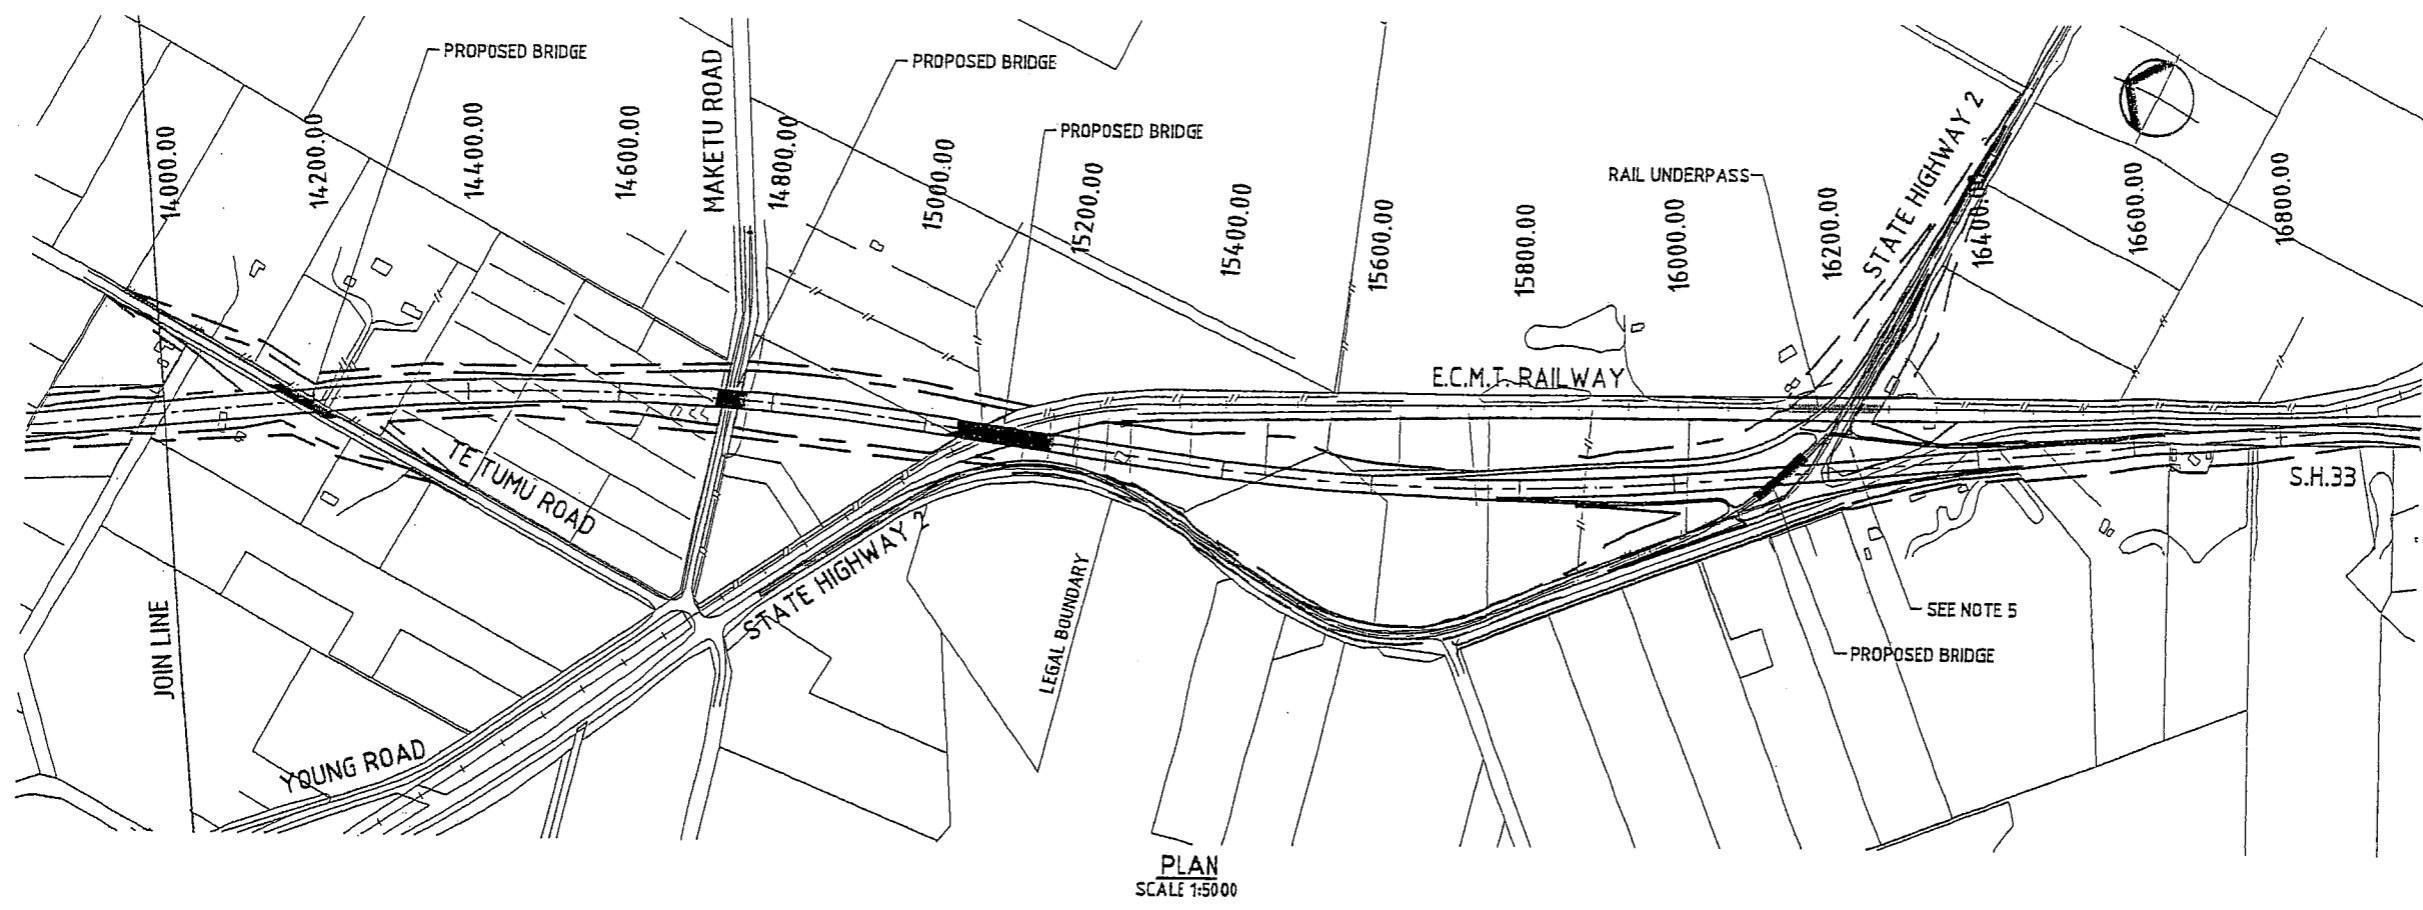 PROPOSED BRIDGE
PROPOSED BRIDGE
PROPOSED BRIDGE
MAKETU ROAD
RAIL UNDERPASS
STATE HIGHWAY 2
14000.00
14200.00
14400.00
14600.00
14800.00
15000.00
15200.00
15400.00
15600.00
15800.00
16000.00
16200.00
16400.00
16600.00
16800.00
E.C.M.T. RAILWAY
TE TUMU ROAD
S.H.33
STATE HIGHWAY 2
JOIN LINE
LEGAL BOUNDARY
SEE NOTE 5
PROPOSED BRIDGE
YOUNG ROAD
PLAN
SCALE 1:5000